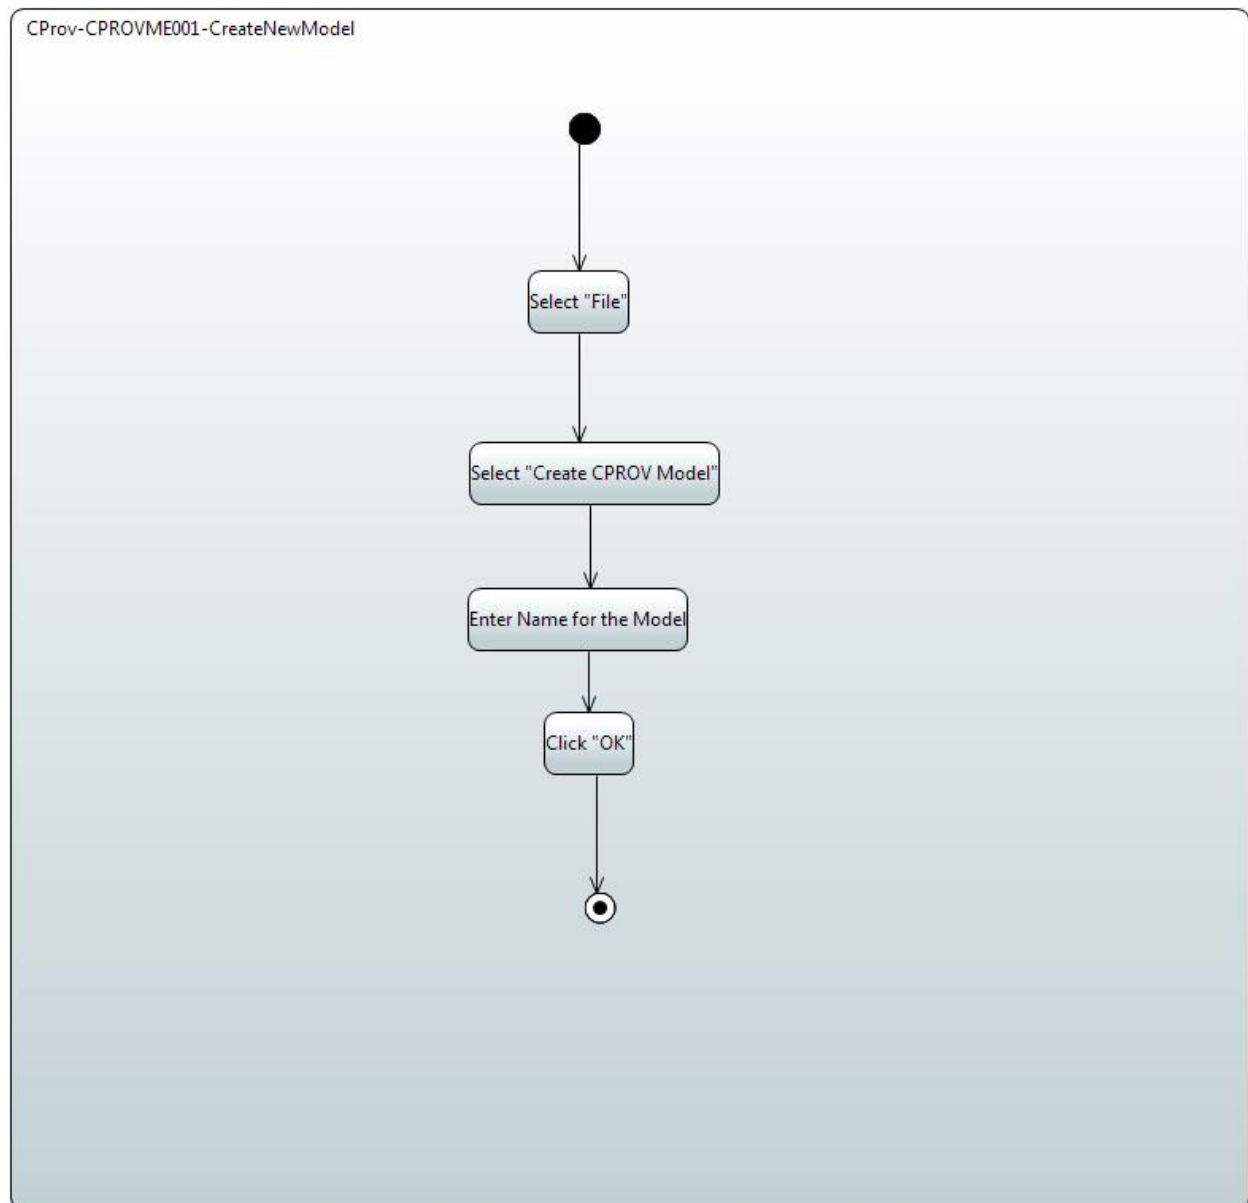 CProv-CPROVME001-CreateNewModel
Select "File"
Select "Create CPROV Model"
Enter Name for the Model
Click "OK"